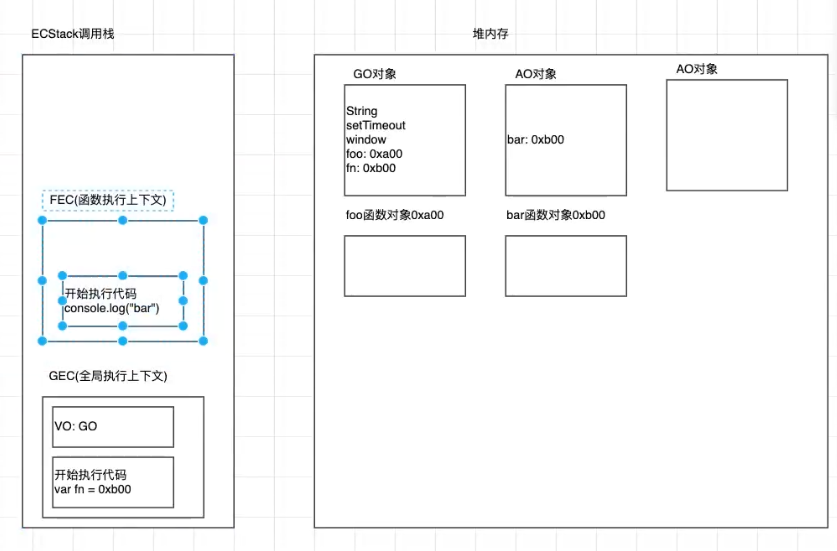 ECStack调用栈
堆内存
GO对象
AO对象
AO对象
String
setTimeout
window
foo: 0xa00
fn: 0xb00
bar: 0xb00
FEC(函数执行上下文)
foo函数对象0xa00
bar函数对象0xb00
开始执行代码
console.log("bar")
GEC(全局执行上下文)
VO: GO
开始执行代码
var fn = 0xb00